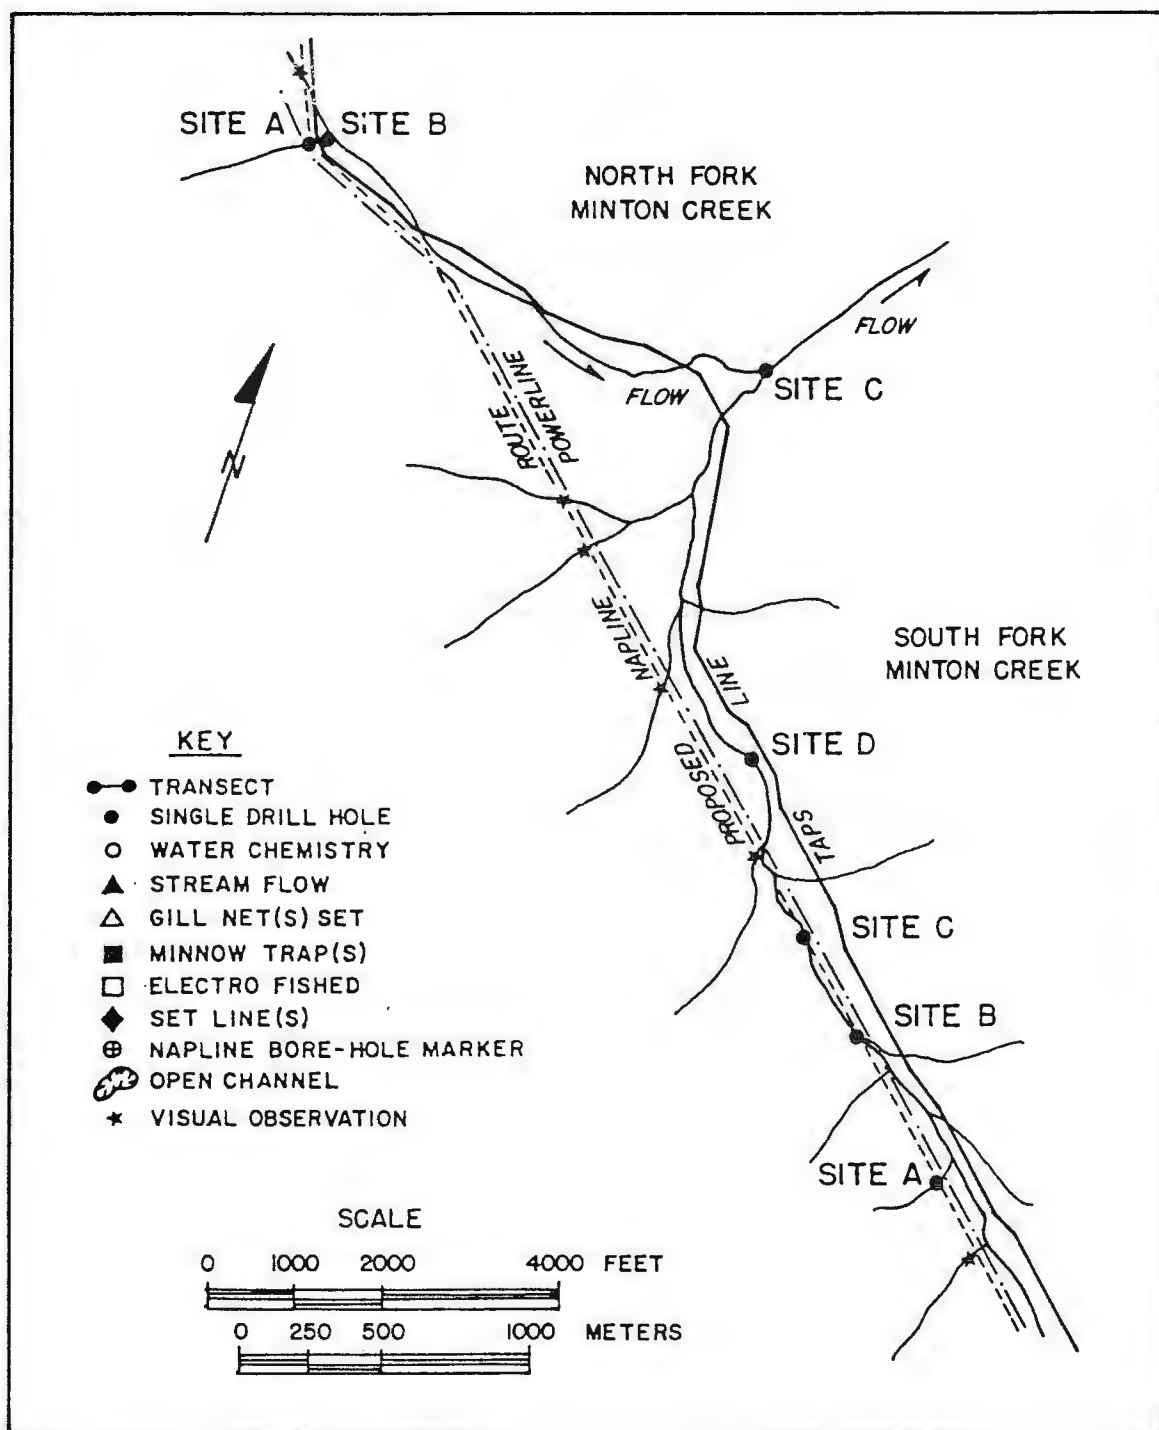 SITE A
SITE B
NORTH FORK
MINTON CREEK
FLOW
FLOW
SITE C
N
POWERLINE
ROUTE
NAPLINE
PROPOSED
SOUTH FORK
MINTON CREEK
LINE
TAPS
SITE D
SITE C
SITE B
SITE A
KEY
TRANSECT
SINGLE DRILL HOLE
WATER CHEMISTRY
STREAM FLOW
GILL NET(S) SET
MINNOW TRAP(S)
ELECTRO FISHED
SET LINE(S)
NAPLINE BORE-HOLE MARKER
OPEN CHANNEL
VISUAL OBSERVATION
SCALE
0 1000 2000 4000 FEET
0 250 500 1000 METERS